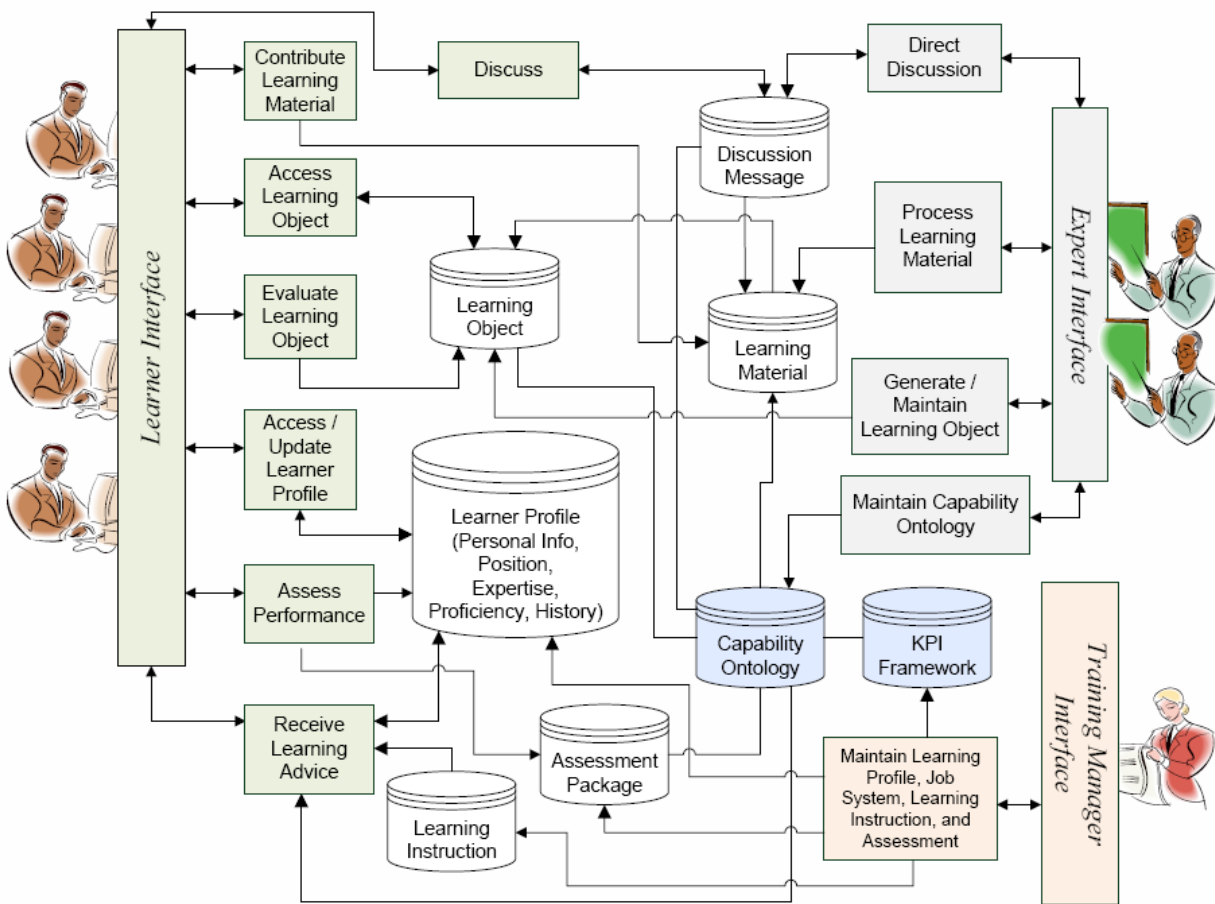 Learner Interface
Contribute
Learning
Material
Discuss
Direct
Discussion
Discussion
Message
Access
Learning
Object
Process
Learning
Material
Expert Interface
Evaluate
Learning
Object
Learning
Object
Learning
Material
Generate /
Maintain
Learning Object
Access /
Update
Learner
Profile
Learner Profile
(Personal Info,
Position,
Expertise,
Proficiency, History)
Maintain Capability
Ontology
Assess
Performance
Capability
Ontology
KPI
Framework
Training Manager
Interface
Receive
Learning
Advice
Assessment
Package
Maintain Learning
Profile, Job
System, Learning
Instruction, and
Assessment
Learning
Instruction